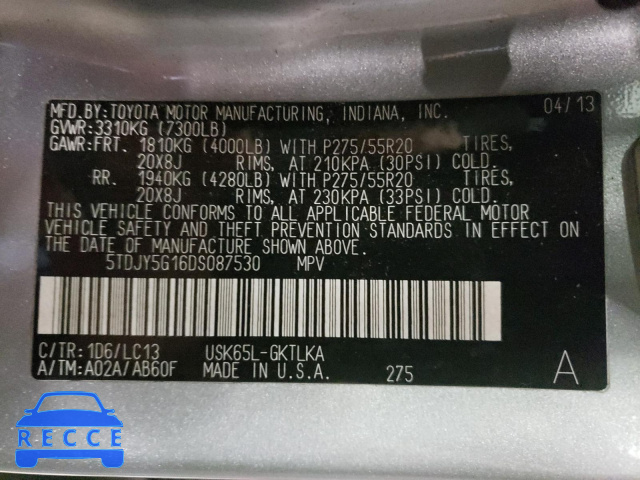 MFD.BY:TOYOTA MOTOR MANUFACTURING, INDIANA, INC. 04/13
GVWR:3310KG (7300LB)
GAWR:FRT. 1810KG (4000LB) WITH P275/55R20 TIRES,
20X8J RIMS, AT 210KPA (30PSI) COLD.
RR. 1940KG (4280LB) WITH P275/55R20 TIRES,
20X8J RIMS, AT 230KPA (33PSI) COLD.
THIS VEHICLE CONFORMS TO ALL APPLICABLE FEDERAL MOTOR
VEHICLE SAFETY AND THEFT PREVENTION STANDARDS IN EFFECT ON
THE DATE OF MANUFACTURE SHOWN ABOVE.
5TDJY5G16DS087530 MPV
C/TR:1D6/LC13 USK65L-GKTLKA
A/TM:A02A/AB60F MADE IN U.S.A. 275 A
RECCE